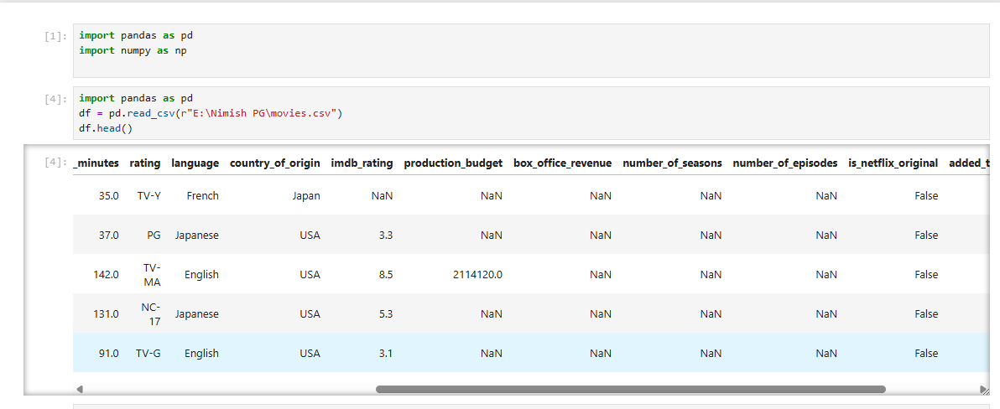 [1]: import pandas as pd
import numpy as np
[4]: import pandas as pd
df = pd.read_csv(r"E:\Nimish PG\movies.csv")
df.head()
[4]: _minutes rating language country_of_origin imdb_rating production_budget box_office_revenue number_of_seasons number_of_episodes is_netflix_original added_t
35.0 TV-Y French Japan NaN NaN NaN NaN NaN False
37.0 PG Japanese USA 3.3 NaN NaN NaN NaN False
142.0 TV-
MA English USA 8.5 2114120.0 NaN NaN NaN False
131.0 NC-
17 Japanese USA 5.3 NaN NaN NaN NaN False
91.0 TV-G English USA 3.1 NaN NaN NaN NaN False